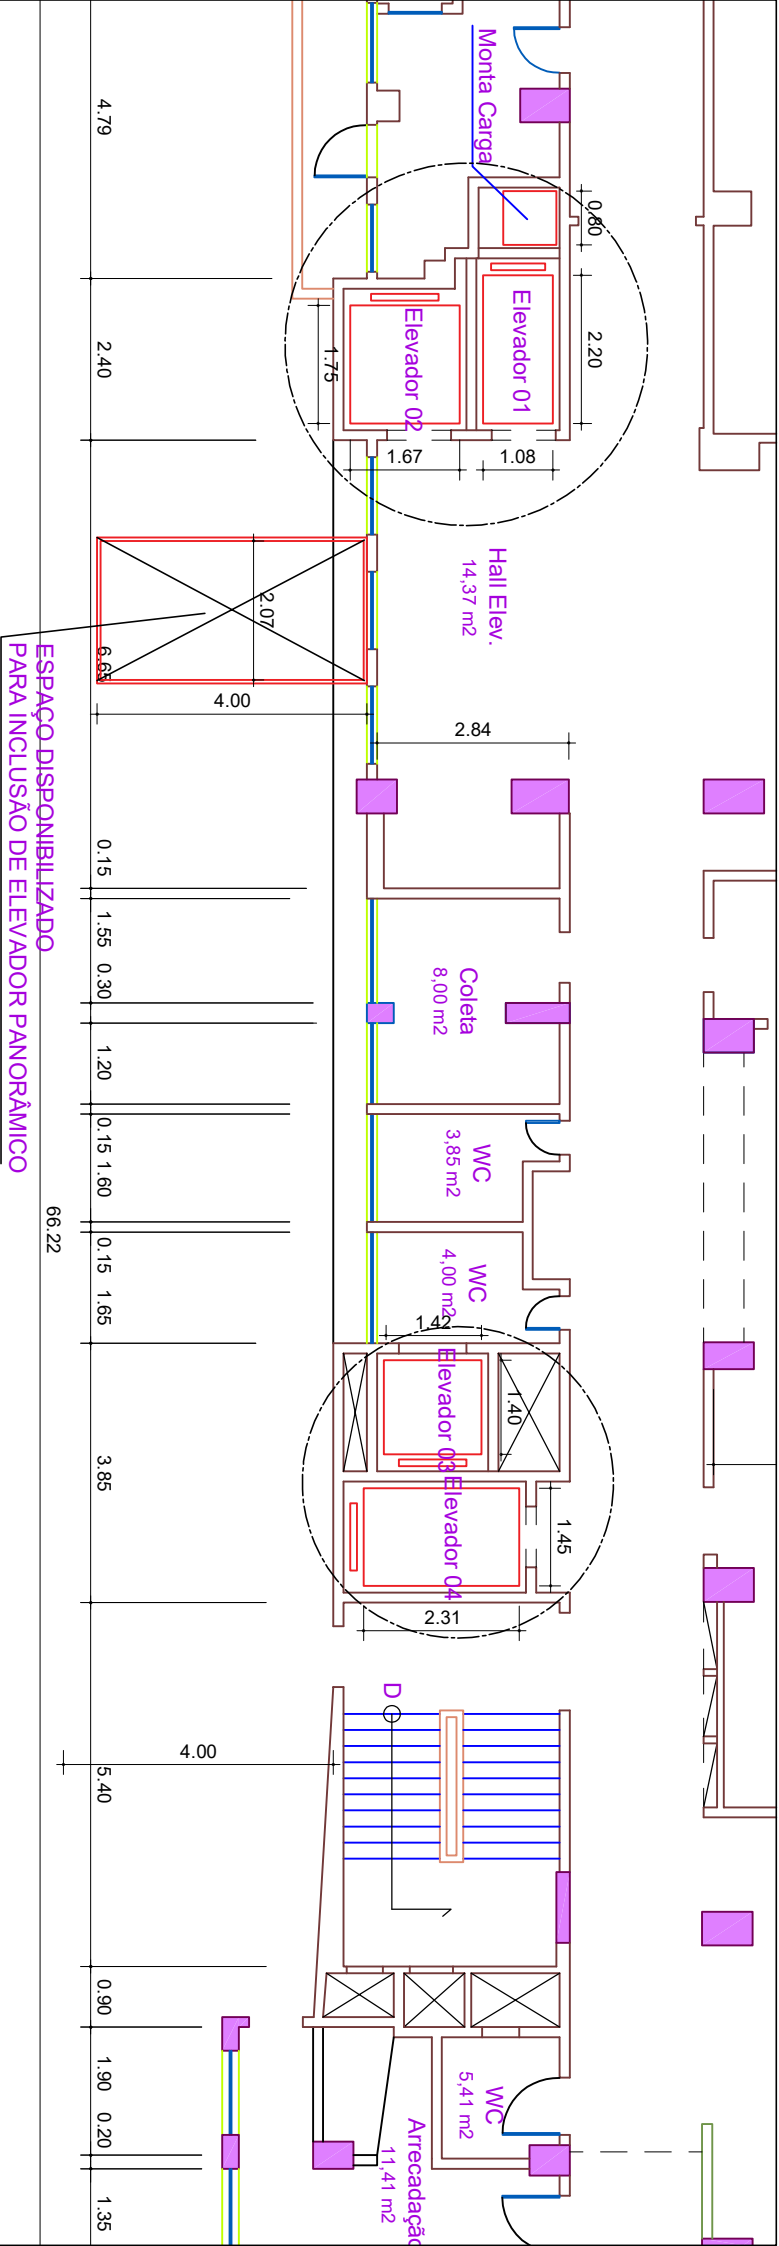 Monta Carga
4.79
0.80
Elevador 01
2.20
Elevador 02
1.75
2.40
1.67
1.08
Hall Elev.
14,37 m2
2.07
6.65
4.00
2.84
ESPAÇO DISPONIBILIZADO
PARA INCLUSÃO DE ELEVADOR PANORÂMICO
0.15
1.55
0.30
Coleta
8,00 m2
1.20
0.15
1.60
WC
3,85 m2
66.22
0.15
1.65
WC
4,00 m2
1.42
Elevador 03
1.40
3.85
Elevador 04
1.45
2.31
D
4.00
5.40
0.90
WC
5,41 m2
1.90
0.20
Arrecadação
11,41 m2
1.35